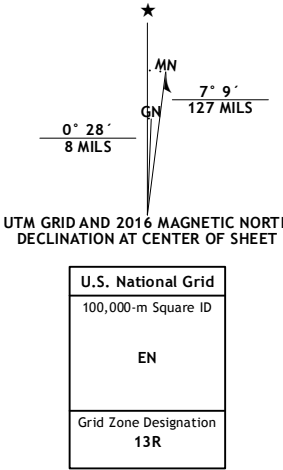 ★
MN
GN
7° 9´
127 MILS
0° 28´
8 MILS
UTM GRID AND 2016 MAGNETIC NORTH
DECLINATION AT CENTER OF SHEET
U.S. National Grid
100,000-m Square ID
EN
Grid Zone Designation
13R